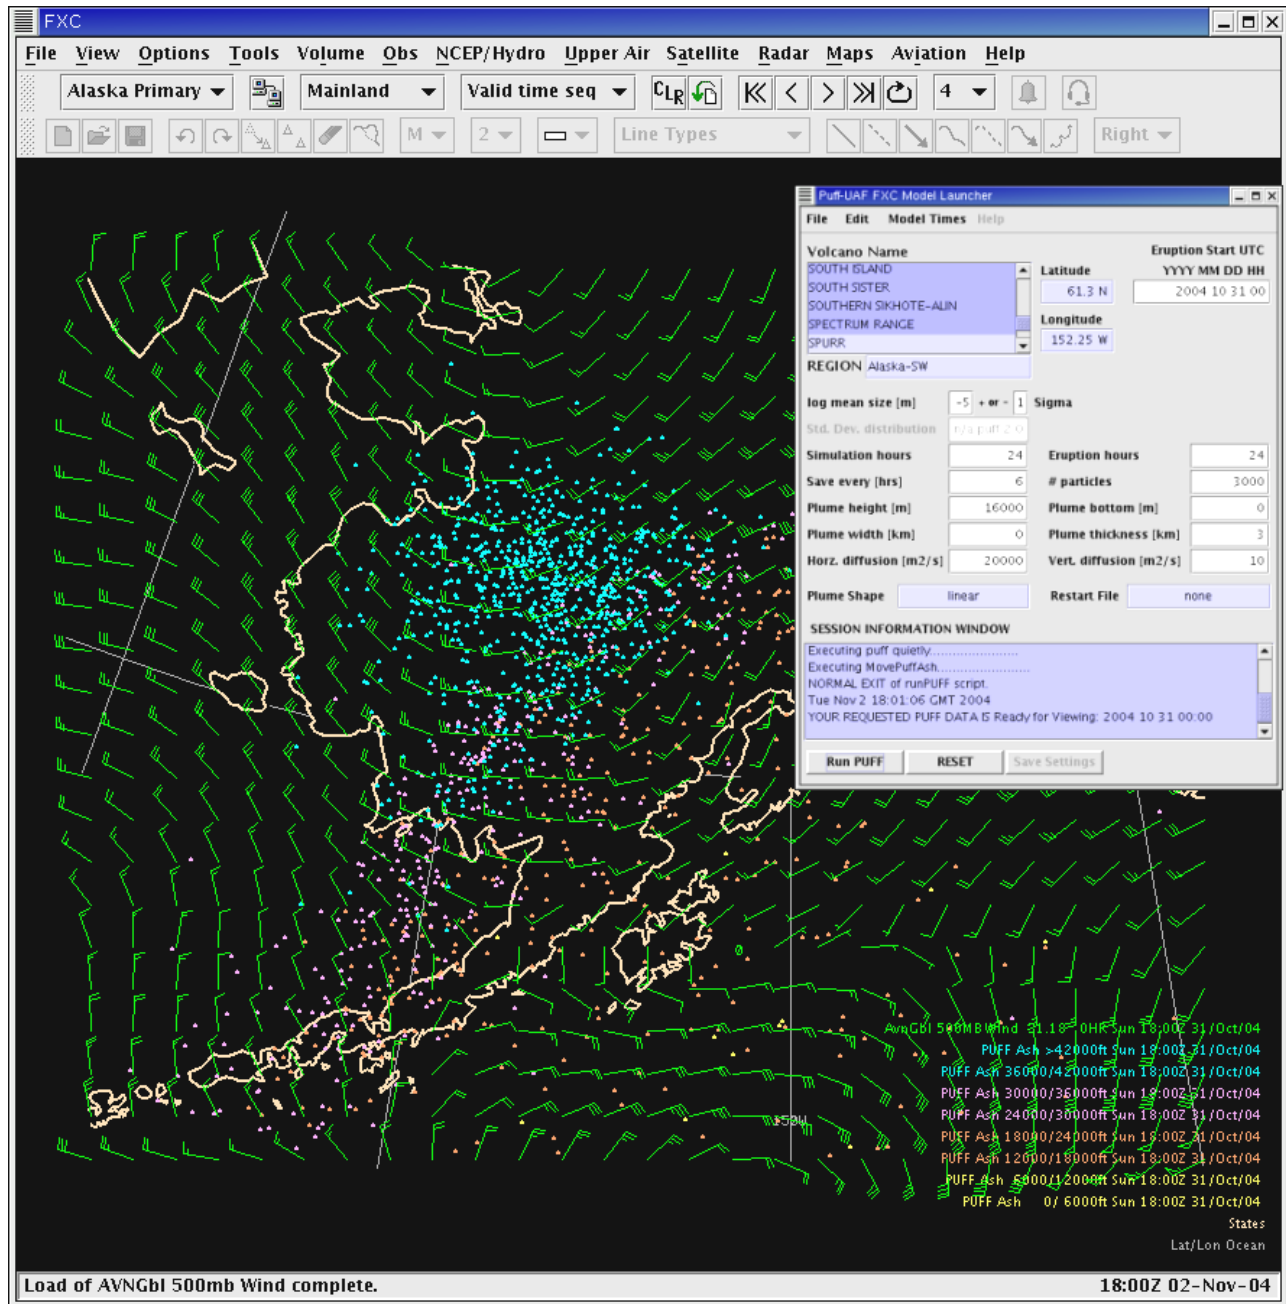 FXC
File View Options Tools Volume Obs NCEP/Hydro Upper Air Satellite Radar Maps Aviation Help
Alaska Primary Mainland Valid time seq CLR 4
M 2 Line Types Right
Puff-UAF FXC Model Launcher
File Edit Model Times Help
Volcano Name Eruption Start UTC
SOUTH ISLAND Latitude YYYY MM DD HH
SOUTH SISTER 61.3 N 2004 10 31 00
SOUTHERN SIKHOTE-ALIN
SPECTRUM RANGE Longitude
SPURR 152.25 W
REGION Alaska-SW
log mean size [m] -5 + or - 1 Sigma
Std. Dev. distribution n/a puff 2.0
Simulation hours 24 Eruption hours 24
Save every [hrs] 6 # particles 3000
Plume height [m] 16000 Plume bottom [m] 0
Plume width [km] 0 Plume thickness [km] 3
Horz. diffusion [m2/s] 20000 Vert. diffusion [m2/s] 10
Plume Shape linear Restart File none
SESSION INFORMATION WINDOW
Executing puff quietly......................
Executing MovePuffAsh.......................
NORMAL EXIT of runPUFF script.
Tue Nov 2 18:01:06 GMT 2004
YOUR REQUESTED PUFF DATA IS Ready for Viewing: 2004 10 31 00:00
Run PUFF RESET Save Settings
AvnGbl 500MB Wind 31.18 0HR Sun 18:00Z 31/Oct/04
PUFF Ash >42000ft Sun 18:00Z 31/Oct/04
PUFF Ash 36000/42000ft Sun 18:00Z 31/Oct/04
PUFF Ash 30000/36000ft Sun 18:00Z 31/Oct/04
PUFF Ash 24000/30000ft Sun 18:00Z 31/Oct/04
150W
PUFF Ash 18000/24000ft Sun 18:00Z 31/Oct/04
PUFF Ash 12000/18000ft Sun 18:00Z 31/Oct/04
PUFF Ash 6000/12000ft Sun 18:00Z 31/Oct/04
PUFF Ash 0/ 6000ft Sun 18:00Z 31/Oct/04
States
Lat/Lon Ocean
Load of AVNGbl 500mb Wind complete. 18:00Z 02-Nov-04